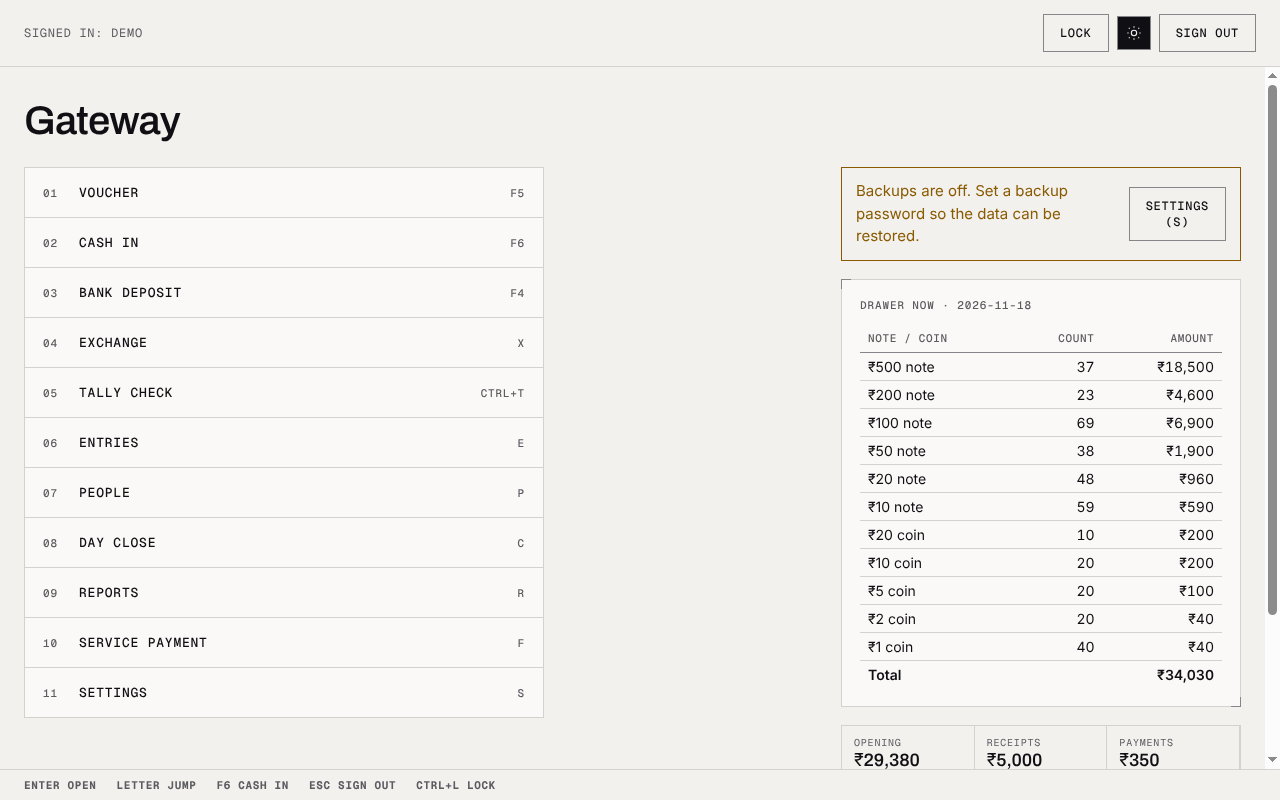 SIGNED IN: DEMO
LOCK
SIGN OUT
Gateway
01 VOUCHER F5
02 CASH IN F6
03 BANK DEPOSIT F4
04 EXCHANGE X
05 TALLY CHECK CTRL+T
06 ENTRIES E
07 PEOPLE P
08 DAY CLOSE C
09 REPORTS R
10 SERVICE PAYMENT F
11 SETTINGS S
Backups are off. Set a backup
password so the data can be
restored.
SETTINGS
(S)
DRAWER NOW · 2026-11-18
NOTE / COIN COUNT AMOUNT
₹500 note 37 ₹18,500
₹200 note 23 ₹4,600
₹100 note 69 ₹6,900
₹50 note 38 ₹1,900
₹20 note 48 ₹960
₹10 note 59 ₹590
₹20 coin 10 ₹200
₹10 coin 20 ₹200
₹5 coin 20 ₹100
₹2 coin 20 ₹40
₹1 coin 40 ₹40
Total ₹34,030
OPENING RECEIPTS PAYMENTS
₹29,380 ₹5,000 ₹350
ENTER OPEN LETTER JUMP F6 CASH IN ESC SIGN OUT CTRL+L LOCK